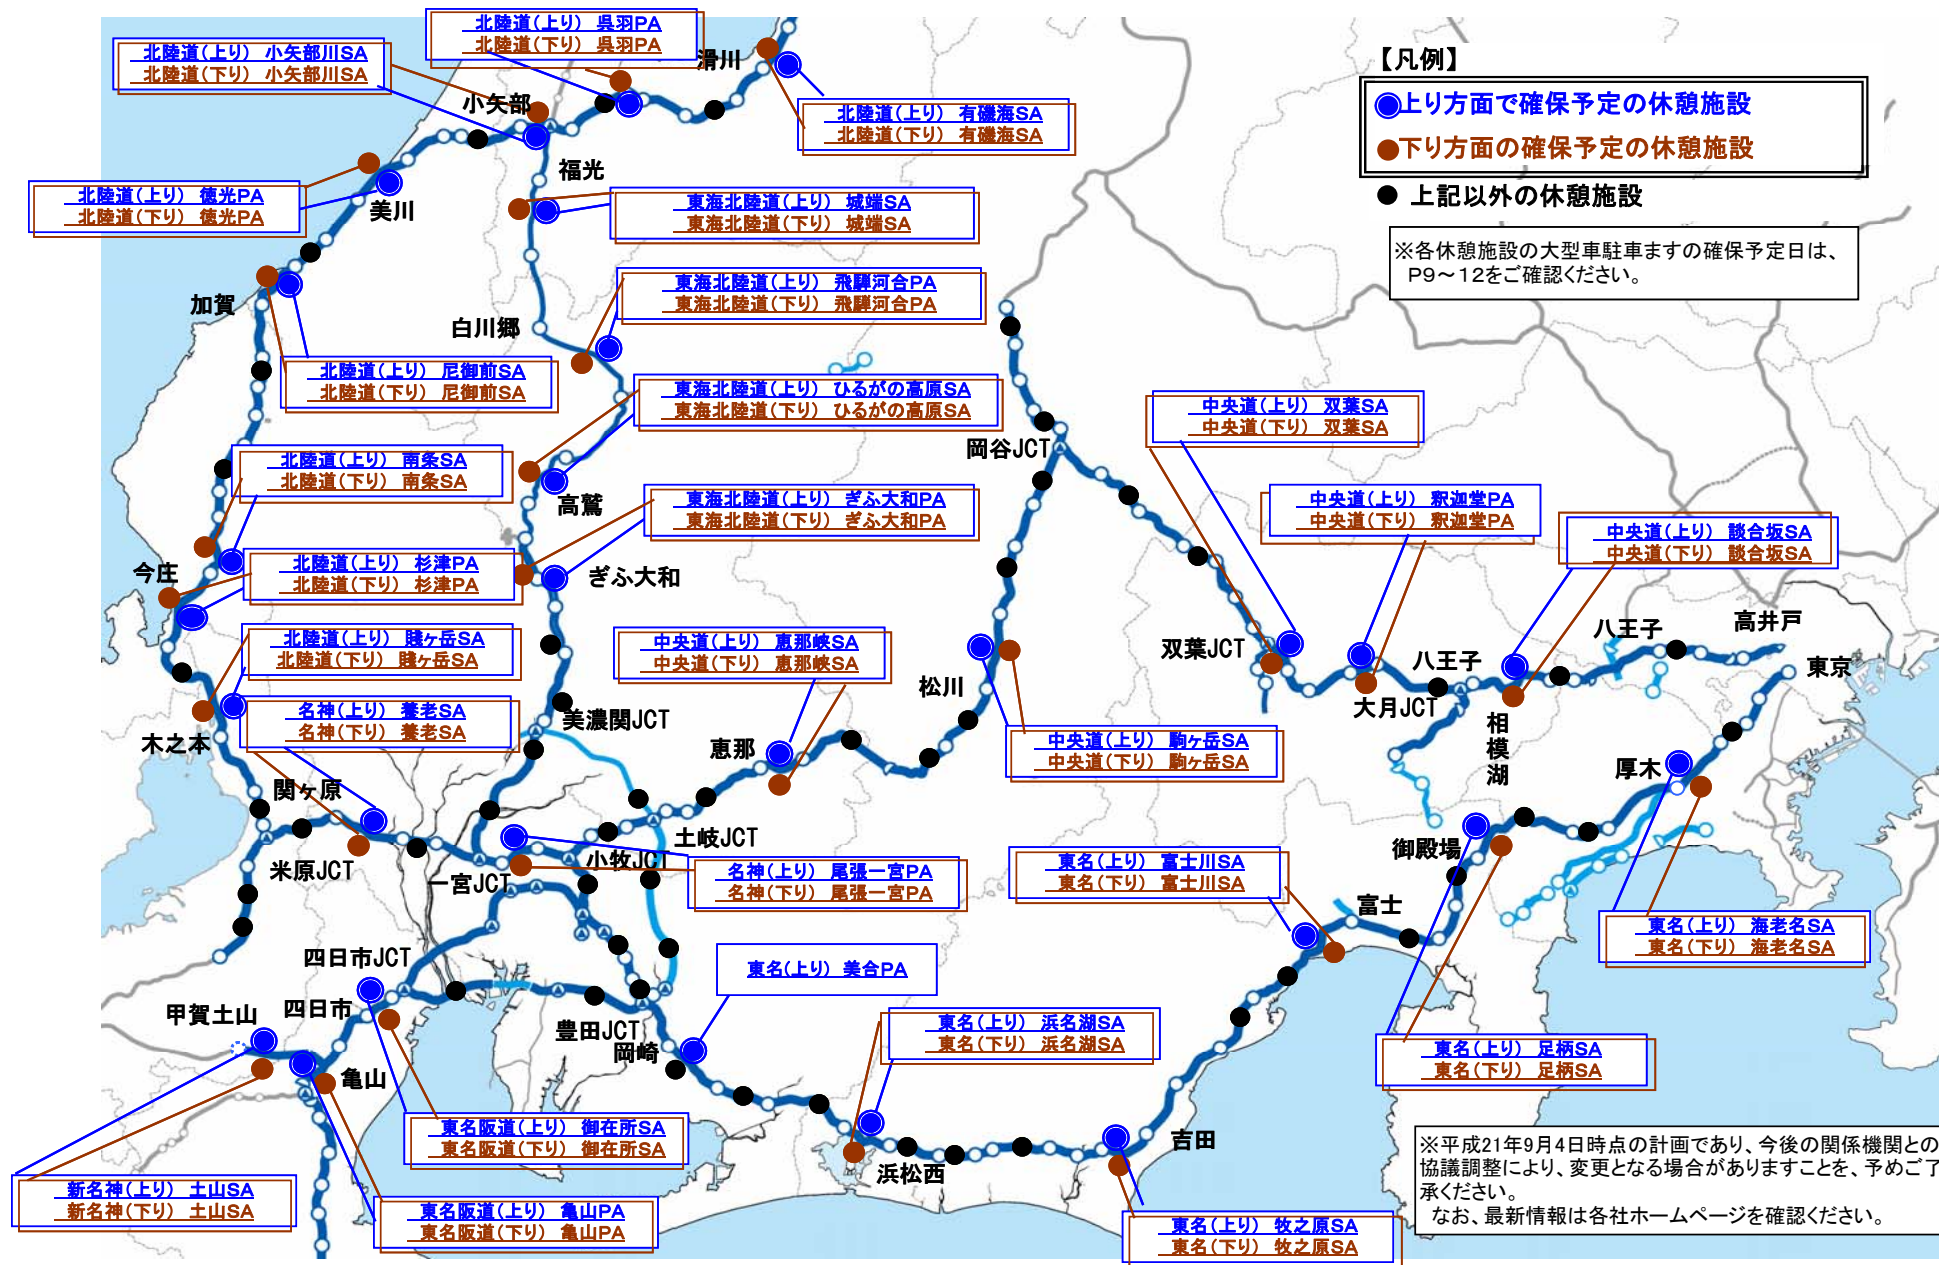 北陸道(上り) 呉羽PA
北陸道(下り) 呉羽PA
北陸道(上り) 小矢部川SA
北陸道(下り) 小矢部川SA
滑川
小矢部
北陸道(上り) 有磯海SA
北陸道(下り) 有磯海SA
【凡例】
上り方面で確保予定の休憩施設
下り方面の確保予定の休憩施設
上記以外の休憩施設
※各休憩施設の大型車駐車ますの確保予定日は、
P9～12をご確認ください。
福光
北陸道(上り) 徳光PA
北陸道(下り) 徳光PA
美川
東海北陸道(上り) 城端SA
東海北陸道(下り) 城端SA
加賀
白川郷
東海北陸道(上り) 飛騨河合PA
東海北陸道(下り) 飛騨河合PA
北陸道(上り) 尼御前SA
北陸道(下り) 尼御前SA
東海北陸道(上り) ひるがの高原SA
東海北陸道(下り) ひるがの高原SA
中央道(上り) 双葉SA
中央道(下り) 双葉SA
岡谷JCT
北陸道(上り) 南条SA
北陸道(下り) 南条SA
高鷲
東海北陸道(上り) ぎふ大和PA
東海北陸道(下り) ぎふ大和PA
中央道(上り) 釈迦堂PA
中央道(下り) 釈迦堂PA
中央道(上り) 談合坂SA
中央道(下り) 談合坂SA
今庄
北陸道(上り) 杉津PA
北陸道(下り) 杉津PA
ぎふ大和
北陸道(上り) 賤ヶ岳SA
北陸道(下り) 賤ヶ岳SA
中央道(上り) 恵那峡SA
中央道(下り) 恵那峡SA
双葉JCT
八王子
八王子
高井戸
東京
松川
大月JCT
相模湖
木之本
名神(上り) 養老SA
名神(下り) 養老SA
美濃関JCT
恵那
中央道(上り) 駒ヶ岳SA
中央道(下り) 駒ヶ岳SA
厚木
関ヶ原
米原JCT
一宮JCT
小牧JCT
土岐JCT
名神(上り) 尾張一宮PA
名神(下り) 尾張一宮PA
東名(上り) 富士川SA
東名(下り) 富士川SA
御殿場
富士
東名(上り) 海老名SA
東名(下り) 海老名SA
四日市JCT
四日市
甲賀土山
亀山
豊田JCT
岡崎
東名(上り) 美合PA
東名(上り) 浜名湖SA
東名(下り) 浜名湖SA
東名(上り) 足柄SA
東名(下り) 足柄SA
東名阪道(上り) 御在所SA
東名阪道(下り) 御在所SA
浜松西
吉田
新名神(上り) 土山SA
新名神(下り) 土山SA
東名阪道(上り) 亀山PA
東名阪道(下り) 亀山PA
東名(上り) 牧之原SA
東名(下り) 牧之原SA
※平成21年9月4日時点の計画であり、今後の関係機関との
協議調整により、変更となる場合がありますことを、予めご了
承ください。
なお、最新情報は各社ホームページを確認ください。